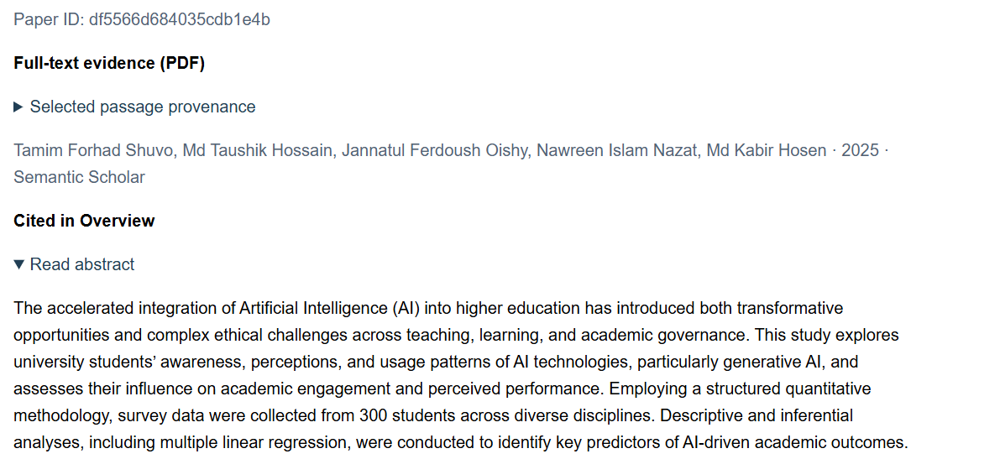 Paper ID: df5566d684035cdb1e4b
Full-text evidence (PDF)
▶ Selected passage provenance
Tamim Forhad Shuvo, Md Taushik Hossain, Jannatul Ferdoush Oishy, Nawreen Islam Nazat, Md Kabir Hosen · 2025 ·
Semantic Scholar
Cited in Overview
▼ Read abstract
The accelerated integration of Artificial Intelligence (AI) into higher education has introduced both transformative
opportunities and complex ethical challenges across teaching, learning, and academic governance. This study explores
university students’ awareness, perceptions, and usage patterns of AI technologies, particularly generative AI, and
assesses their influence on academic engagement and perceived performance. Employing a structured quantitative
methodology, survey data were collected from 300 students across diverse disciplines. Descriptive and inferential
analyses, including multiple linear regression, were conducted to identify key predictors of AI-driven academic outcomes.